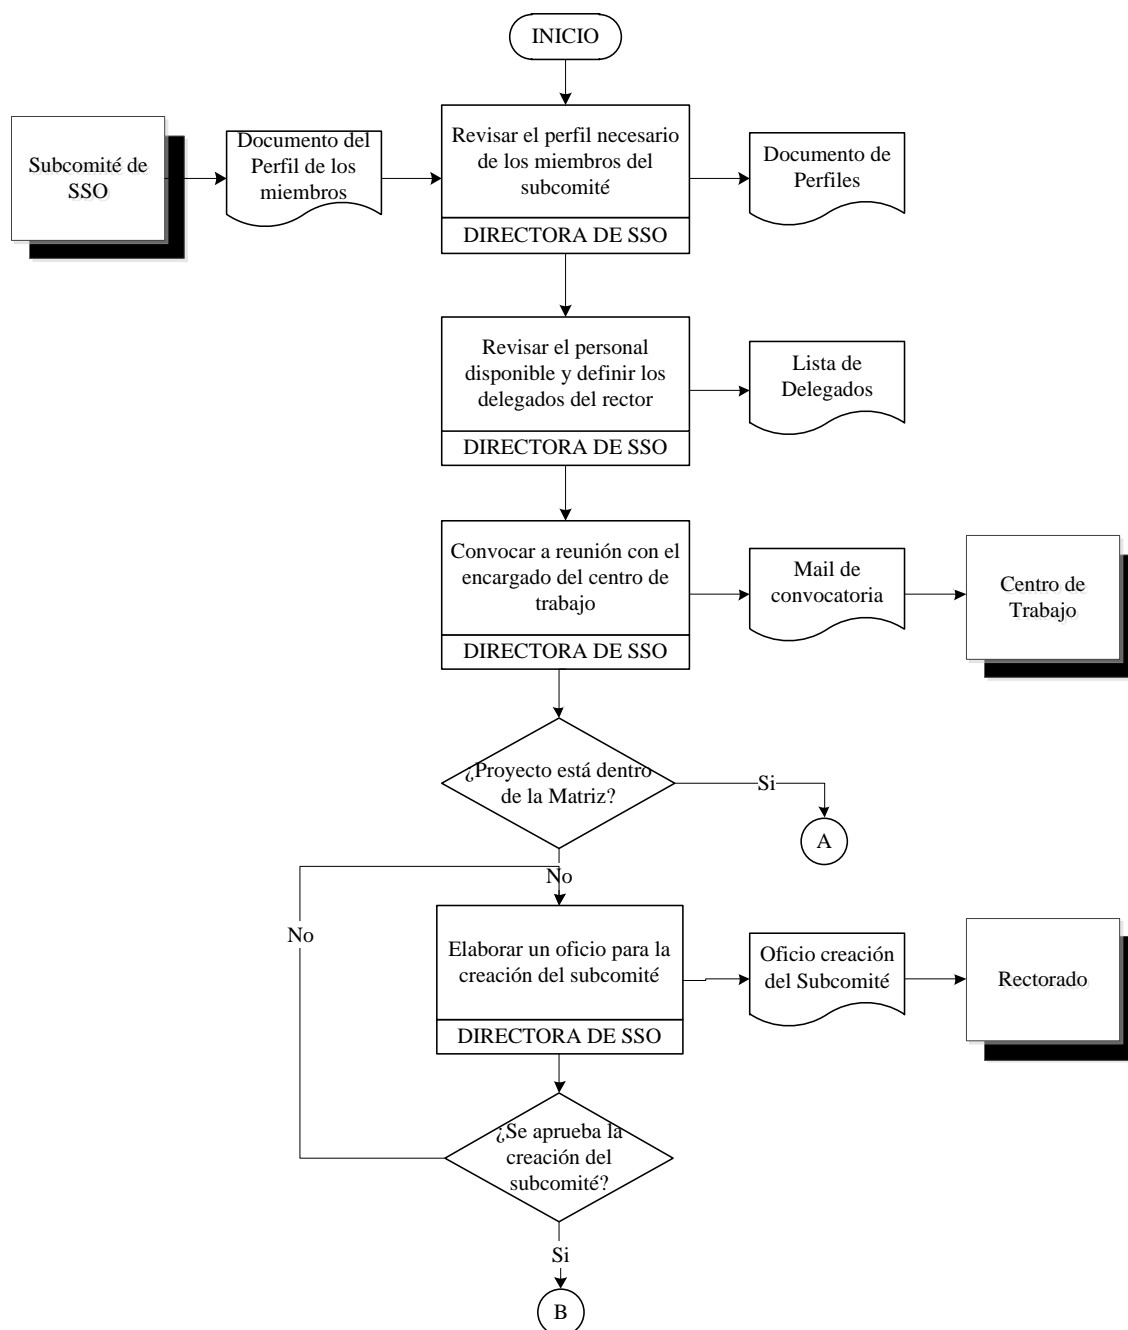 INICIO
Subcomité de
SSO
Documento del
Perfil de los
miembros
Revisar el perfil necesario
de los miembros del
subcomité
DIRECTORA DE SSO
Documento de
Perfiles
Revisar el personal
disponible y definir los
delegados del rector
DIRECTORA DE SSO
Lista de
Delegados
Convocar a reunión con el
encargado del centro de
trabajo
DIRECTORA DE SSO
Mail de
convocatoria
Centro de
Trabajo
¿Proyecto está dentro
de la Matriz?
Si
A
No
No
Elaborar un oficio para la
creación del subcomité
DIRECTORA DE SSO
Oficio creación
del Subcomité
Rectorado
¿Se aprueba la
creación del
subcomité?
Si
B